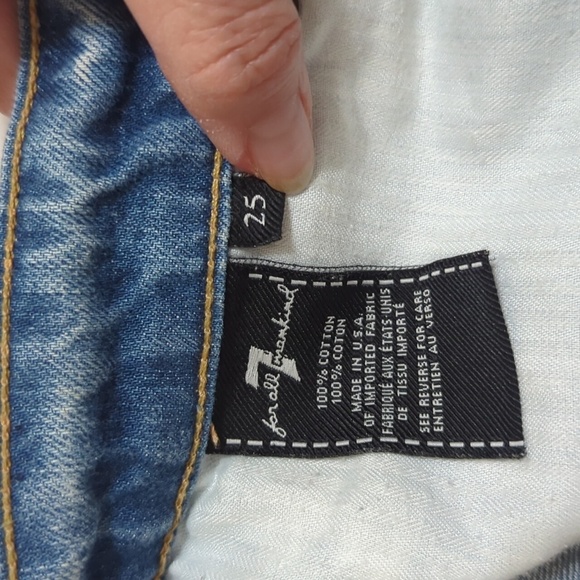 25
7
for all mankind
100% COTTON
100% COTON
MADE IN U.S.A.
OF IMPORTED FABRIC
FABRIQUÉ AUX ÉTATS-UNIS
DE TISSU IMPORTÉ
SEE REVERSE FOR CARE
ENTRETIEN AU VERSO